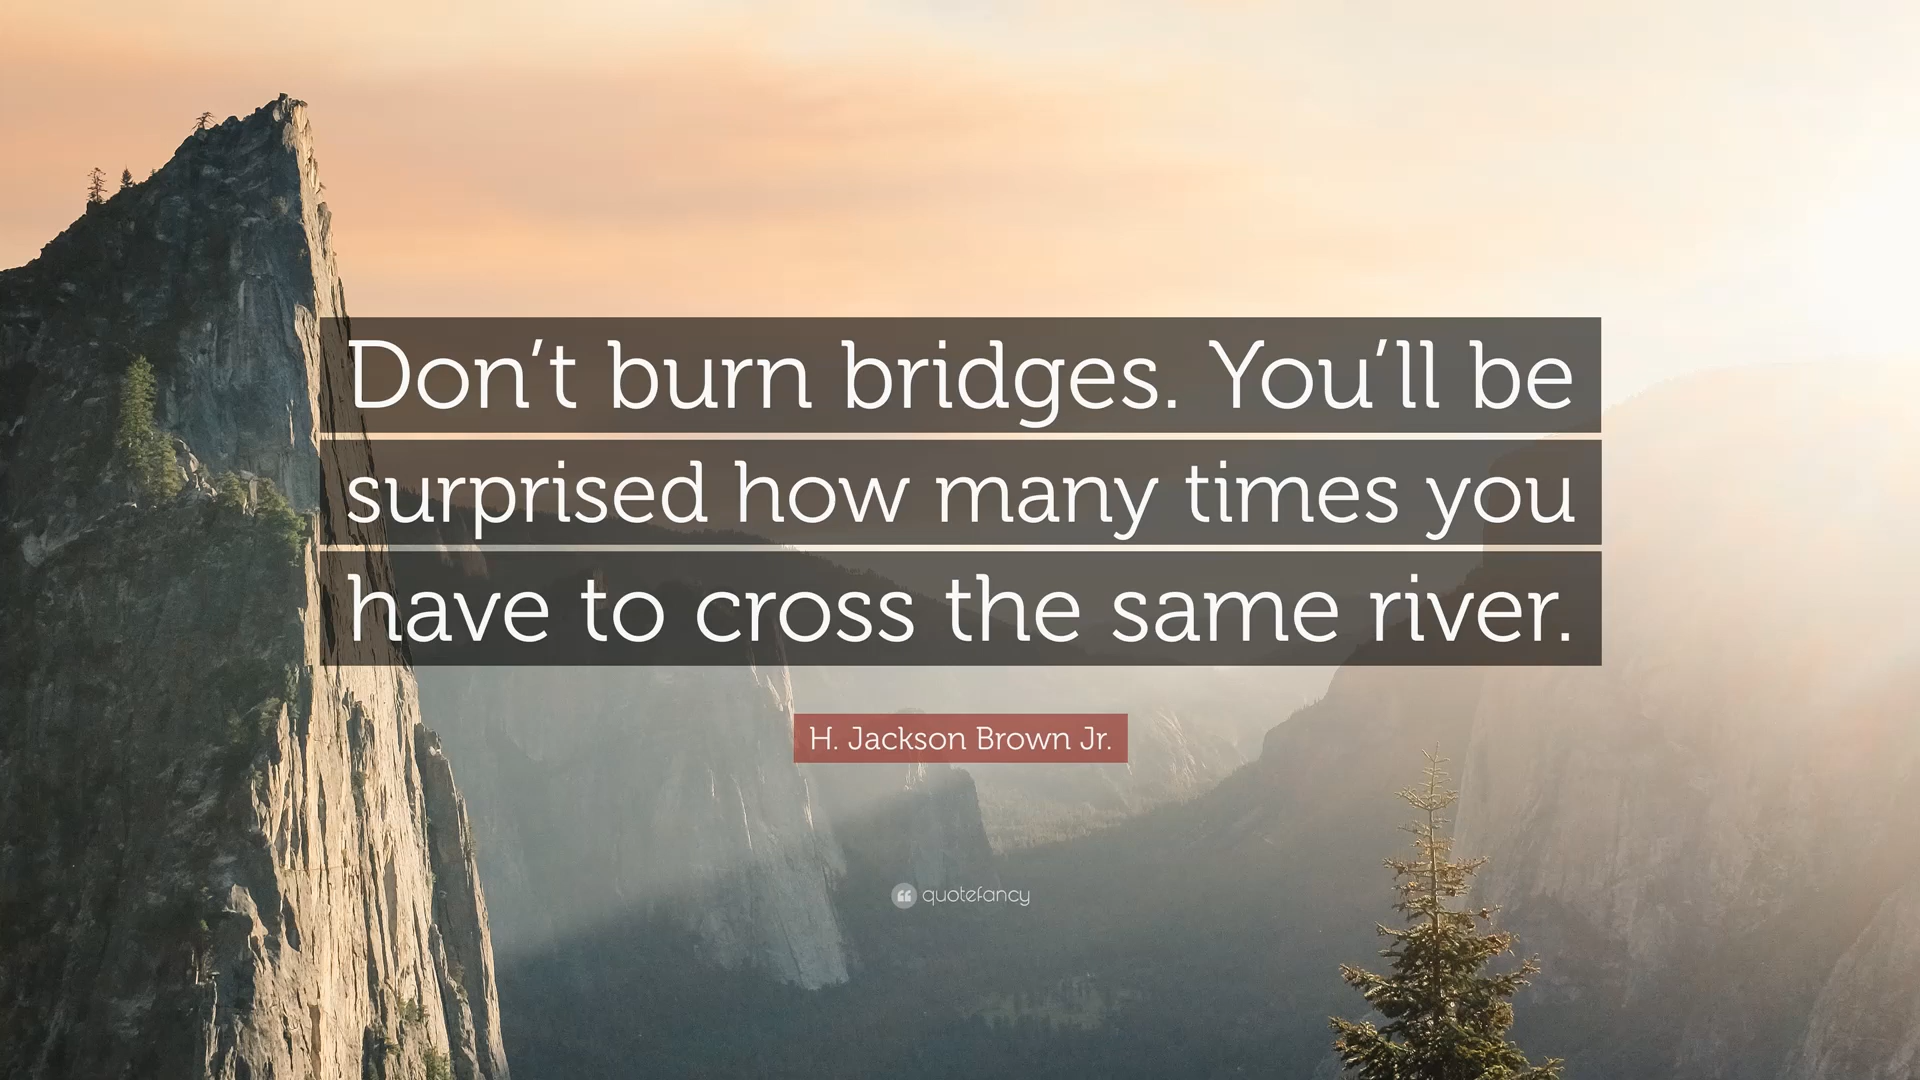 Don’t burn bridges. You’ll be
surprised how many times you
have to cross the same river.
H. Jackson Brown Jr.
quotefancy